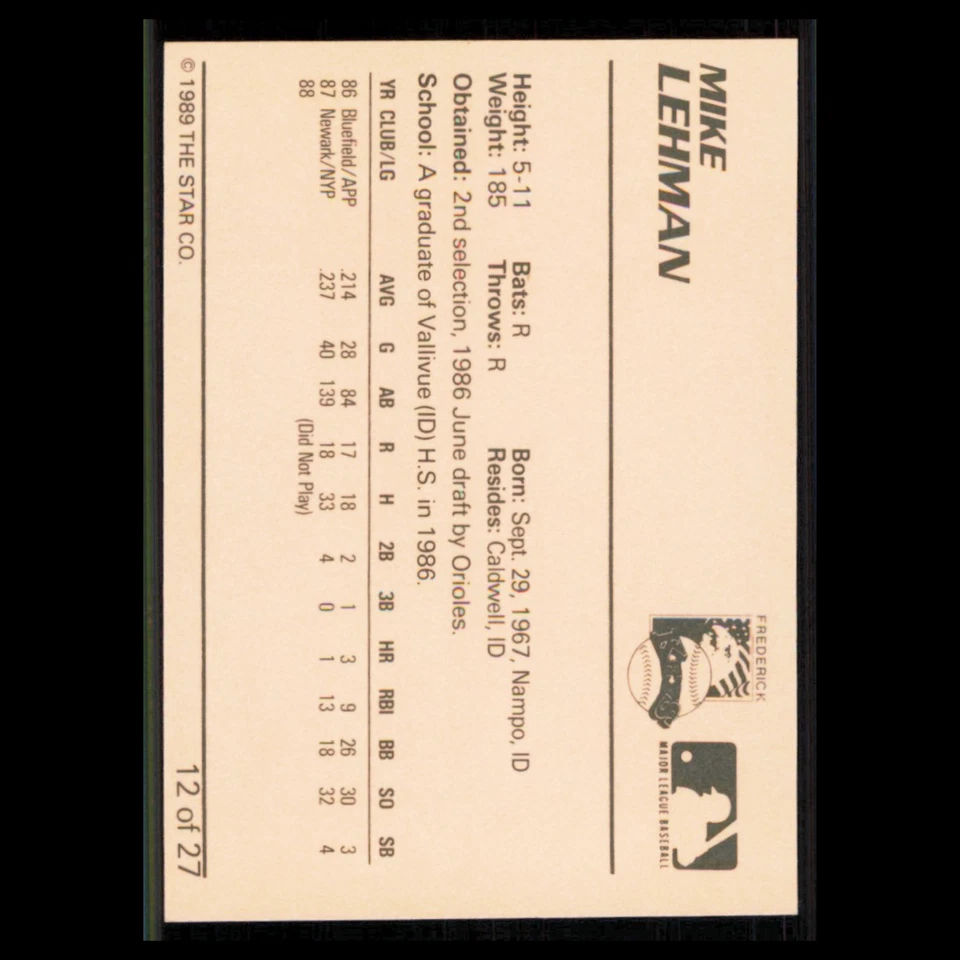 MIKE
LEHMAN
FREDERICK
MAJOR LEAGUE BASEBALL
Height: 5-11 Bats: R Born: Sept. 29, 1967, Nampo, ID
Weight: 185 Throws: R Resides: Caldwell, ID
Obtained: 2nd selection, 1986 June draft by Orioles.
School: A graduate of Vallivue (ID) H.S. in 1986.
YR CLUB/LG AVG G AB R H 2B 3B HR RBI BB SO SB
86 Bluefield/APP .214 28 84 17 18 2 1 3 9 26 30 3
87 Newark/NYP .237 40 139 18 33 4 0 1 13 18 32 4
88 (Did Not Play)
© 1989 THE STAR CO. 12 of 27